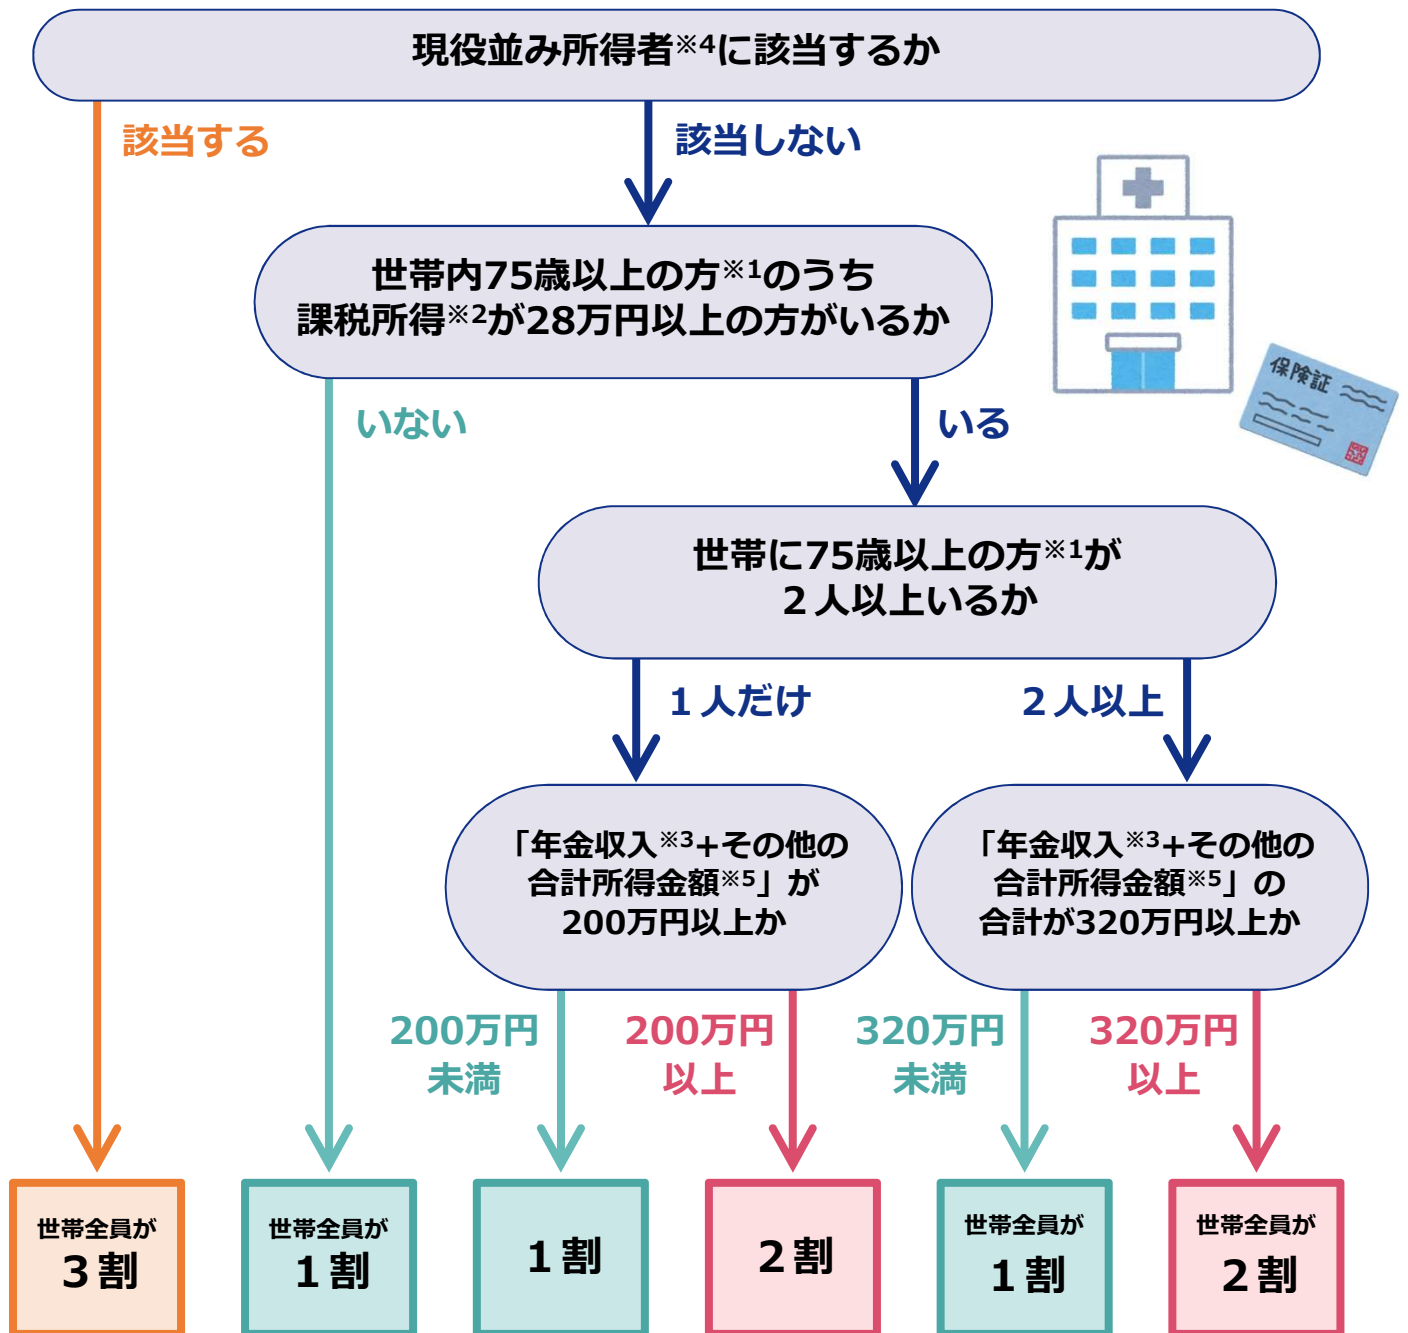 現役並み所得者※4に該当するか
該当する
該当しない
世帯内75歳以上の方※1のうち
課税所得※2が28万円以上の方がいるか
保険証
いない
いる
世帯に75歳以上の方※1が
２人以上いるか
１人だけ
２人以上
「年金収入※3+その他の
合計所得金額※5」が
200万円以上か
「年金収入※3+その他の
合計所得金額※5」の
合計が320万円以上か
200万円
未満
200万円
以上
320万円
未満
320万円
以上
世帯全員が
３割
世帯全員が
１割
１割
２割
世帯全員が
１割
世帯全員が
２割